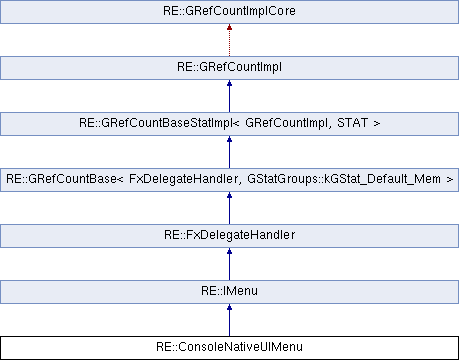 RE::GRefCountImplCore
RE::GRefCountImpl
RE::GRefCountBaseStatImpl< GRefCountImpl, STAT >
RE::GRefCountBase< FxDelegateHandler, GStatGroups::kGStat_Default_Mem >
RE::FxDelegateHandler
RE::IMenu
RE::ConsoleNativeUIMenu